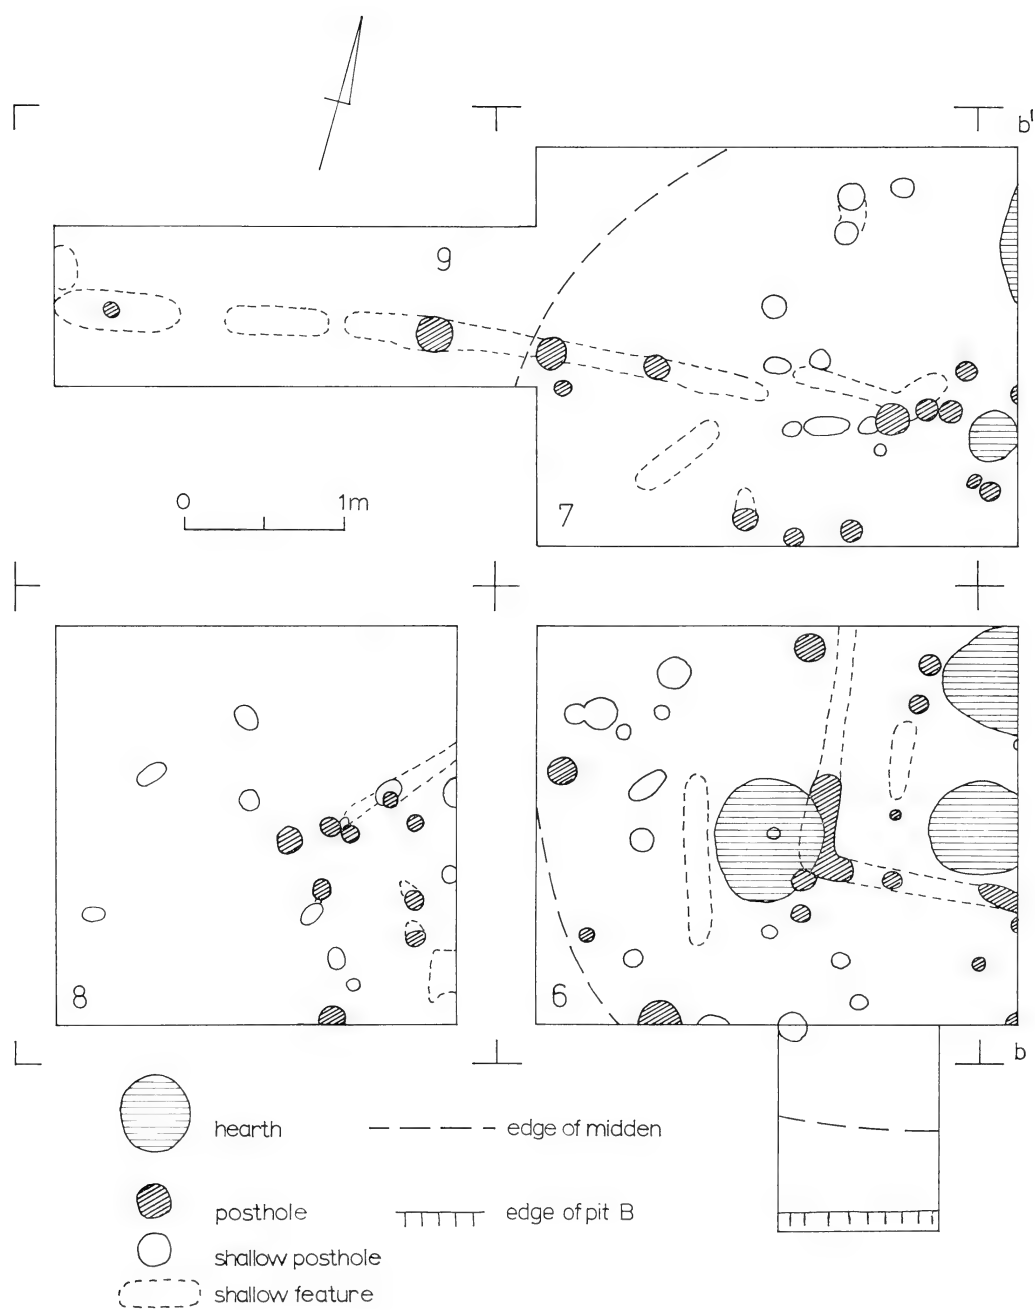 b'
9
0 1m
7
8
6
b
hearth
edge of midden
posthole
edge of pit B
shallow posthole
shallow feature